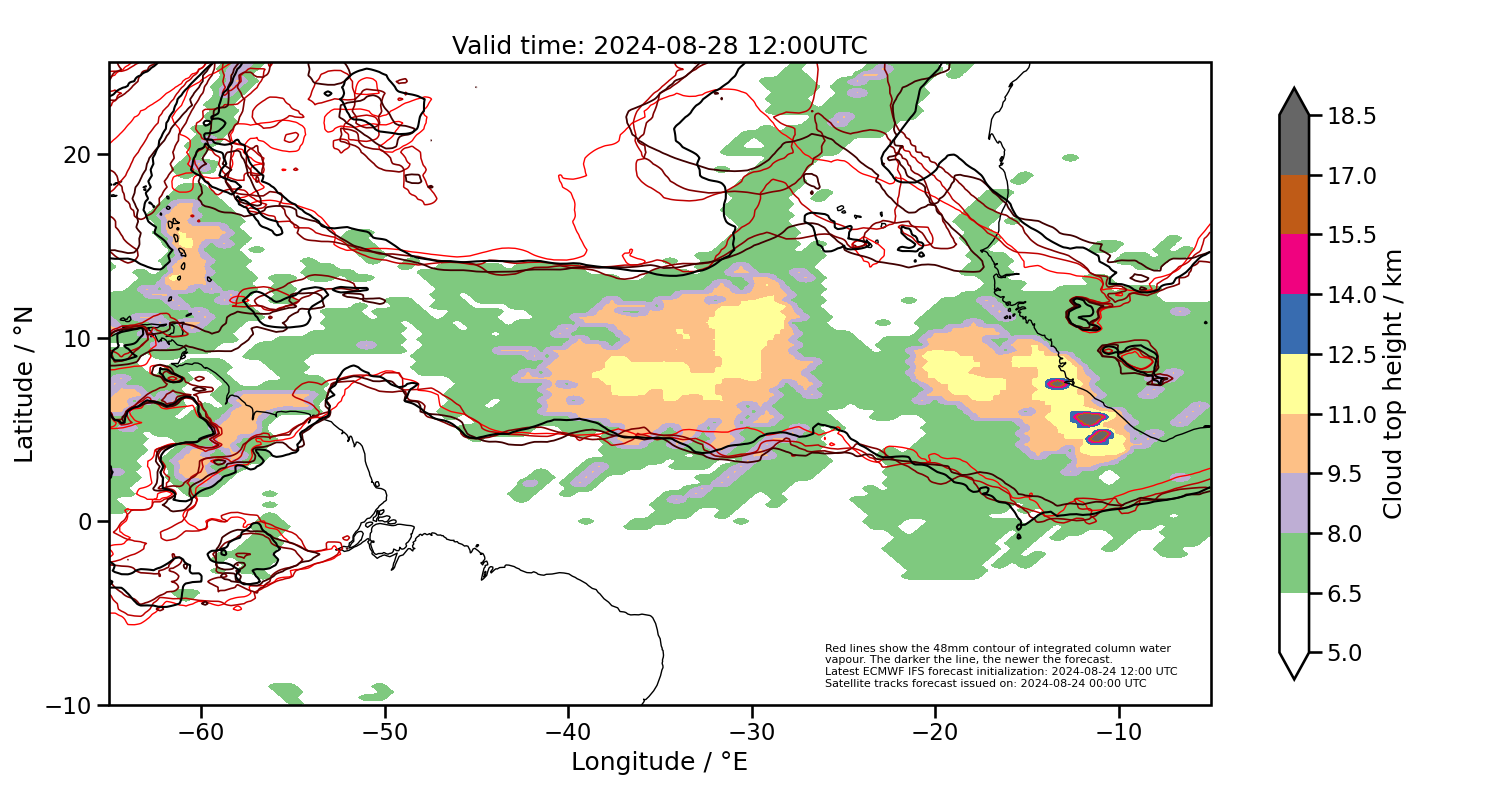 Valid time: 2024-08-28 12:00UTC
20
10
0
−10
Latitude / °N
−60
−50
−40
−30
−20
−10
Longitude / °E
Red lines show the 48mm contour of integrated column water
vapour. The darker the line, the newer the forecast.
Latest ECMWF IFS forecast initialization: 2024-08-24 12:00 UTC
Satellite tracks forecast issued on: 2024-08-24 00:00 UTC
18.5
17.0
15.5
14.0
12.5
11.0
9.5
8.0
6.5
5.0
Cloud top height / km